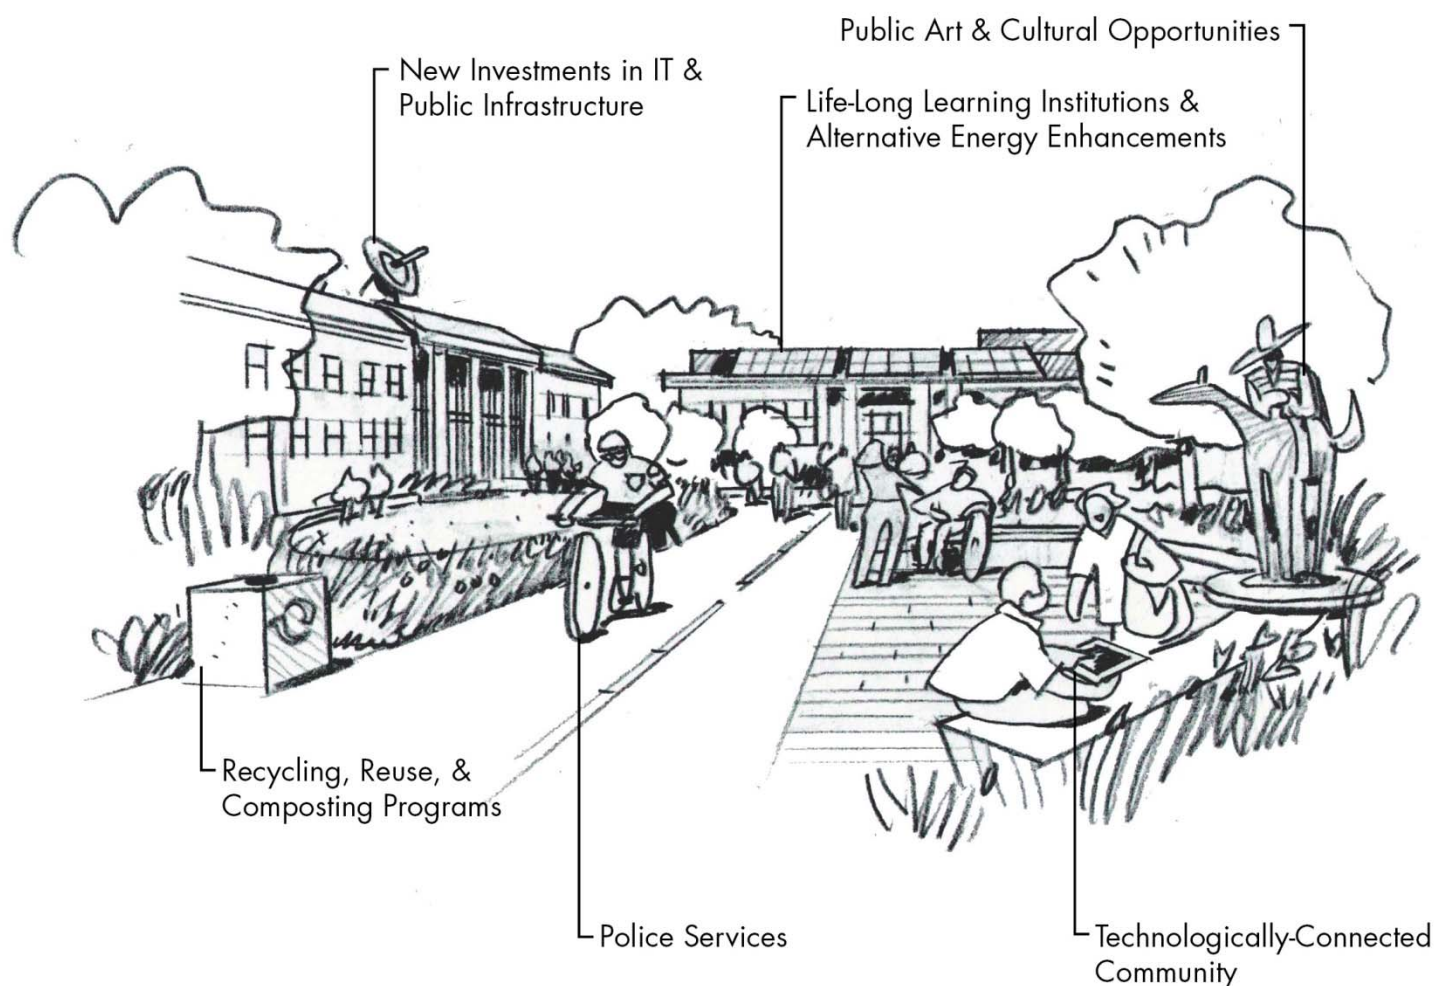 Public Art & Cultural Opportunities
New Investments in IT &
Public Infrastructure
Life-Long Learning Institutions &
Alternative Energy Enhancements
Recycling, Reuse, &
Composting Programs
Police Services
Technologically-Connected
Community